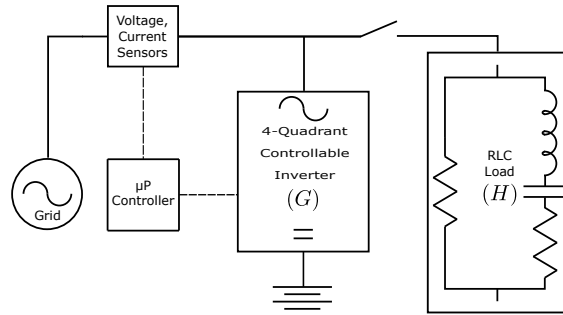 Voltage,
Current
Sensors
4-Quadrant
Controllable
Inverter
(G)
RLC
Load
(H)
μP
Controller
Grid